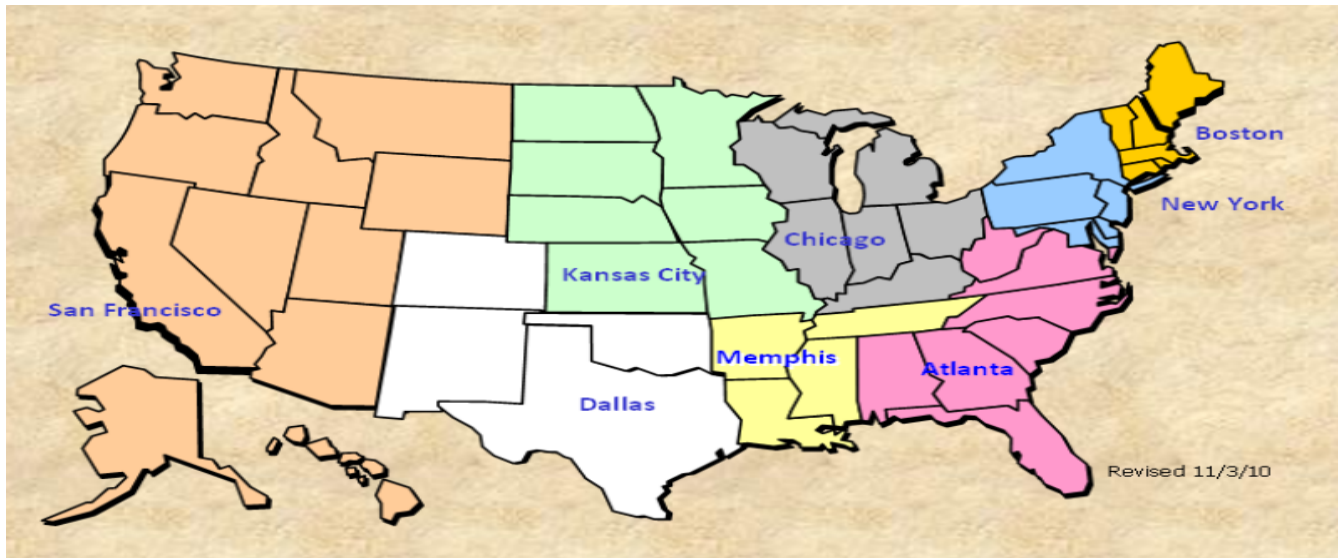 Boston
New York
Chicago
Kansas City
San Francisco
Memphis
Atlanta
Dallas
Revised 11/3/10